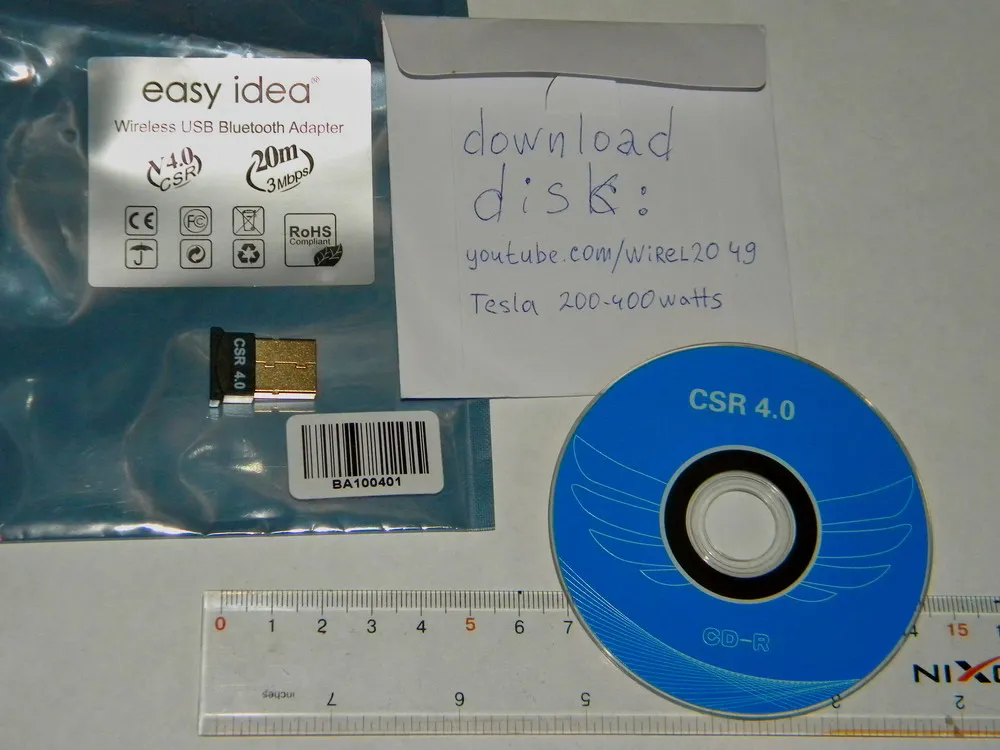 easy idea®
Wireless USB Bluetooth Adapter
V4.0
CSR
20m
3Mbps
CE
FC
RoHS
Compliant
download
disk:
youtube.com/WiReL2049
Tesla 200-400watts
CSR 4.0
BA100401
CSR 4.0
CD-R
0 1 2 3 4 5 6 7
15
inches 7 6 5 3 2